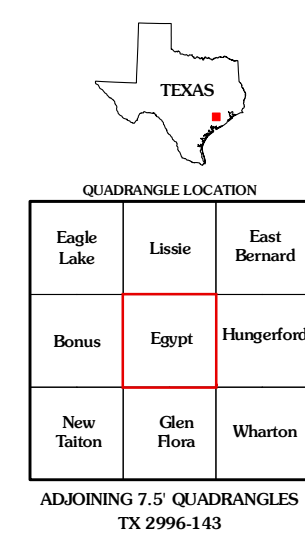 TEXAS
QUADRANGLE LOCATION
Eagle
Lake
Lissie
East
Bernard
Bonus
Egypt
Hungerford
New
Taiton
Glen
Flora
Wharton
ADJOINING 7.5' QUADRANGLES
TX 2996-143